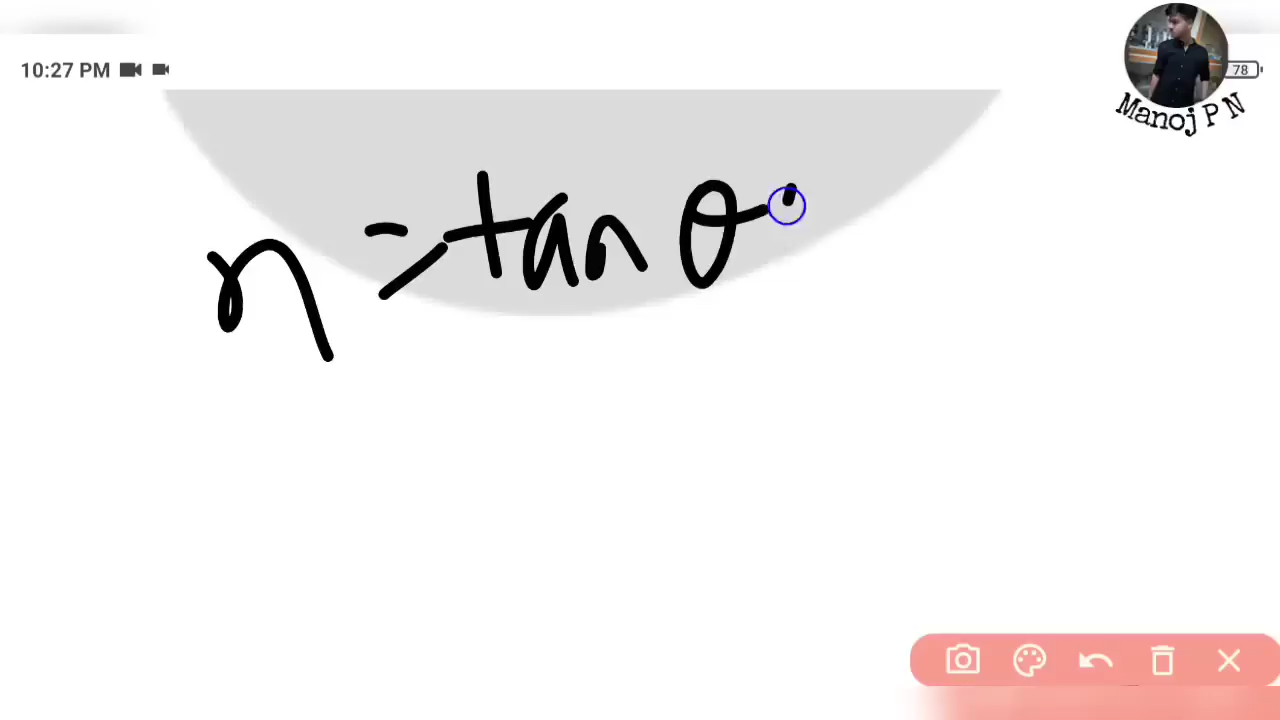 10:27 PM
78
Manoj P N
n = tan θ